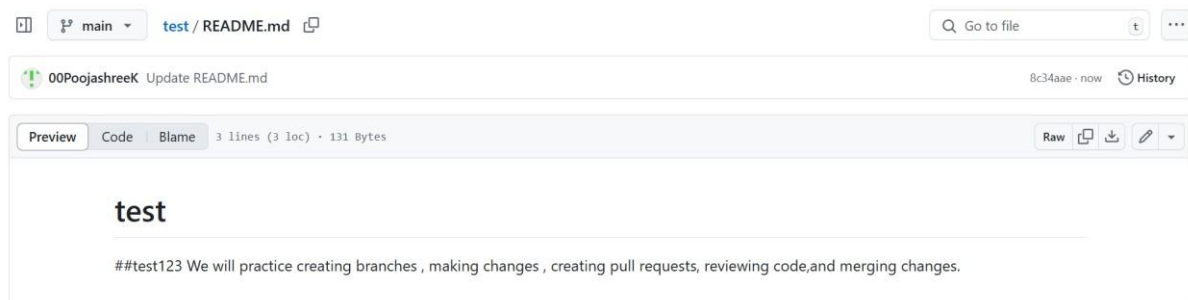 main test / README.md Go to file t ...
00PoojashreeK Update README.md 8c34aae · now History
Preview Code Blame 3 lines (3 loc) · 131 Bytes Raw
test
##test123 We will practice creating branches , making changes , creating pull requests, reviewing code,and merging changes.